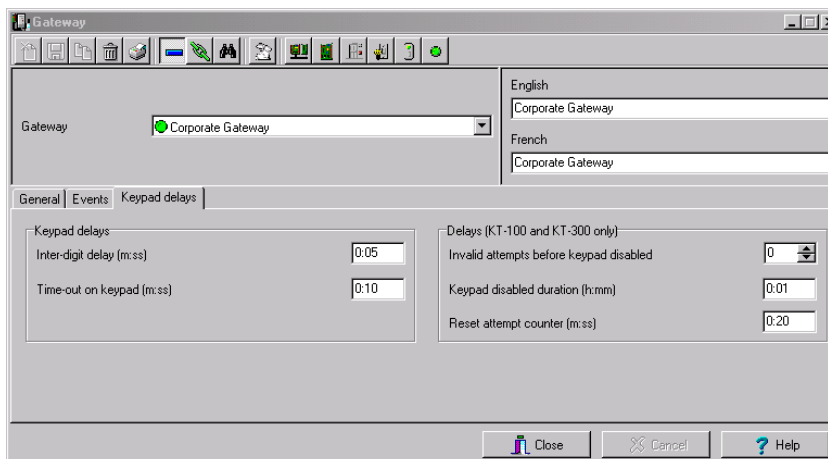 Gateway
English
Corporate Gateway
Gateway
Corporate Gateway
French
Corporate Gateway
General Events Keypad delays
Keypad delays
Inter-digit delay (m:ss) 0:05
Time-out on keypad (m:ss) 0:10
Delays (KT-100 and KT-300 only)
Invalid attempts before keypad disabled 0
Keypad disabled duration (h:mm) 0:01
Reset attempt counter (m:ss) 0:20
Close Cancel ? Help